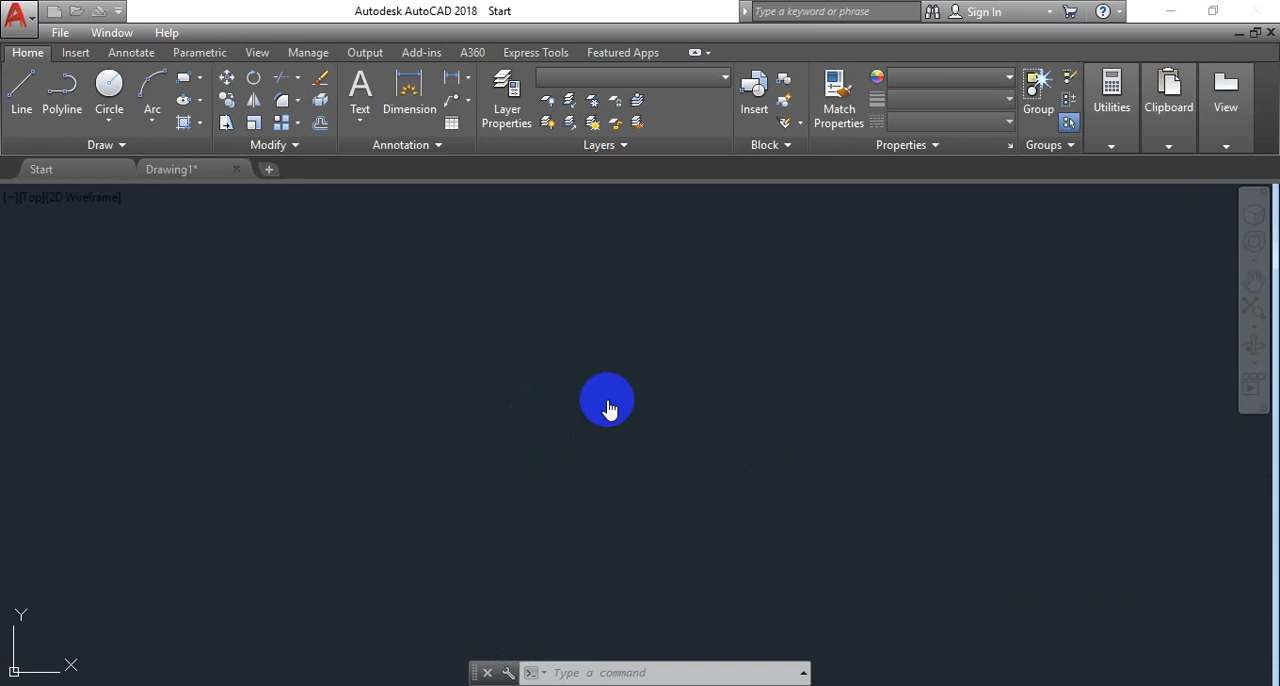 Autodesk AutoCAD 2018 Start
Type a keyword or phrase
Sign In
File Window Help
Home Insert Annotate Parametric View Manage Output Add-ins A360 Express Tools Featured Apps
Line Polyline Circle Arc
Text Dimension
Layer Properties
Insert
Match Properties
Group
Utilities
Clipboard
View
Draw Modify Annotation Layers Block Properties Groups
Start Drawing1*
[−][Top][2D Wireframe]
Y
X
Type a command